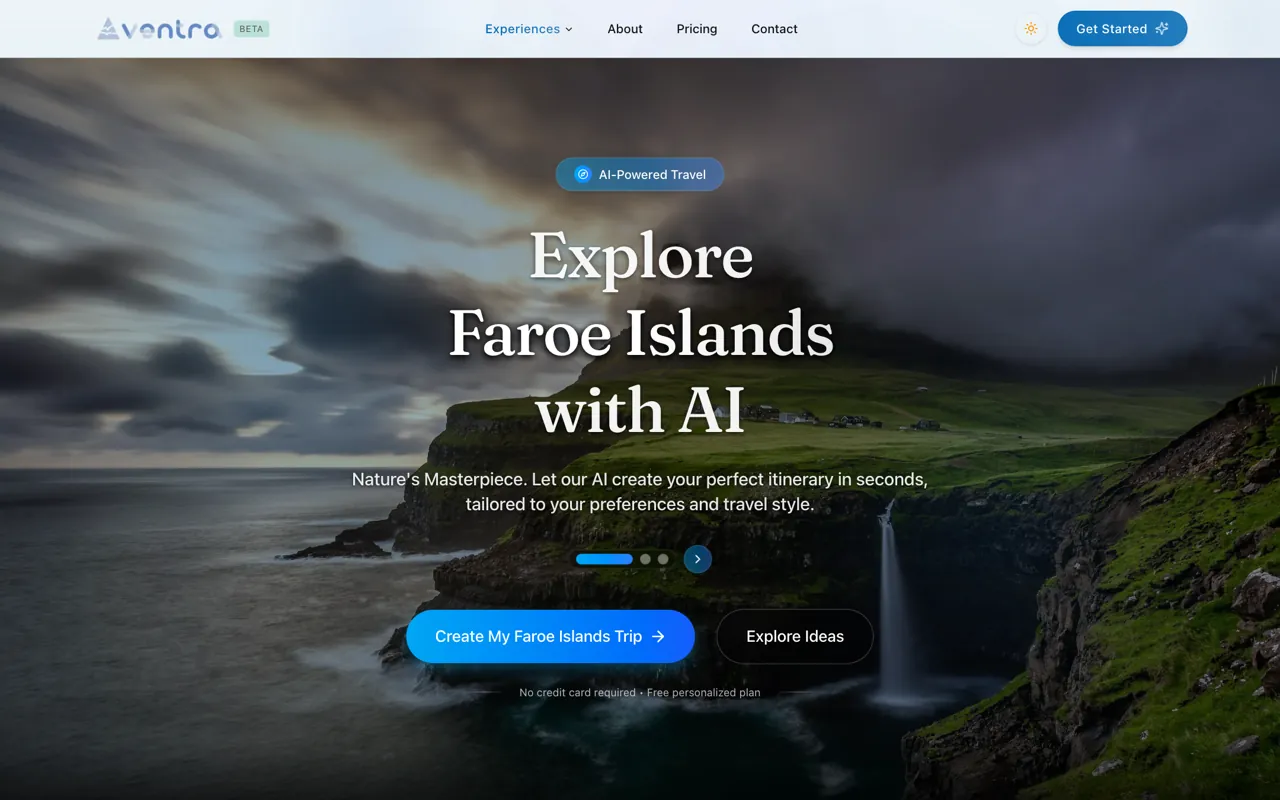 Aventra
BETA
Experiences
About
Pricing
Contact
Get Started
AI-Powered Travel
Explore
Faroe Islands
with AI
Nature's Masterpiece. Let our AI create your perfect itinerary in seconds,
tailored to your preferences and travel style.
Create My Faroe Islands Trip
Explore Ideas
No credit card required • Free personalized plan